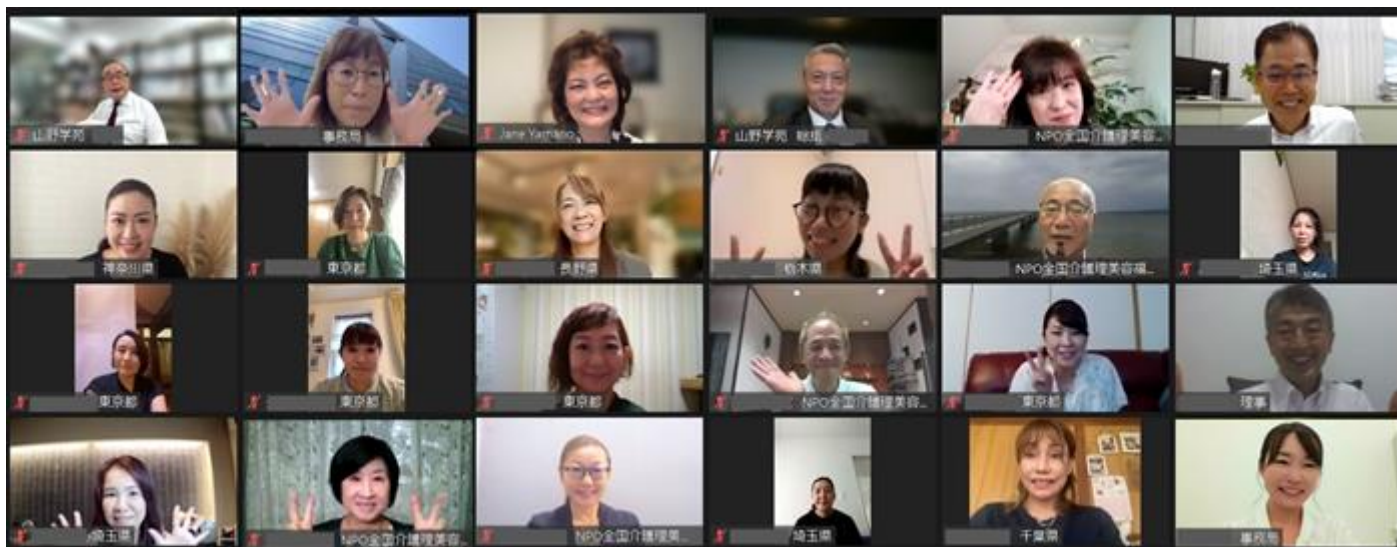 山野学苑
事務局
Jane Yamano
山野学苑 総長
NPO全国介護理美容...
神奈川県
東京都
長野県
栃木県
NPO全国介護理美容福...
埼玉県
東京都
東京都
東京都
NPO全国介護理美容...
東京都
理事
埼玉県
NPO全国介護理美容...
NPO全国介護理美...
埼玉県
千葉県
事務局